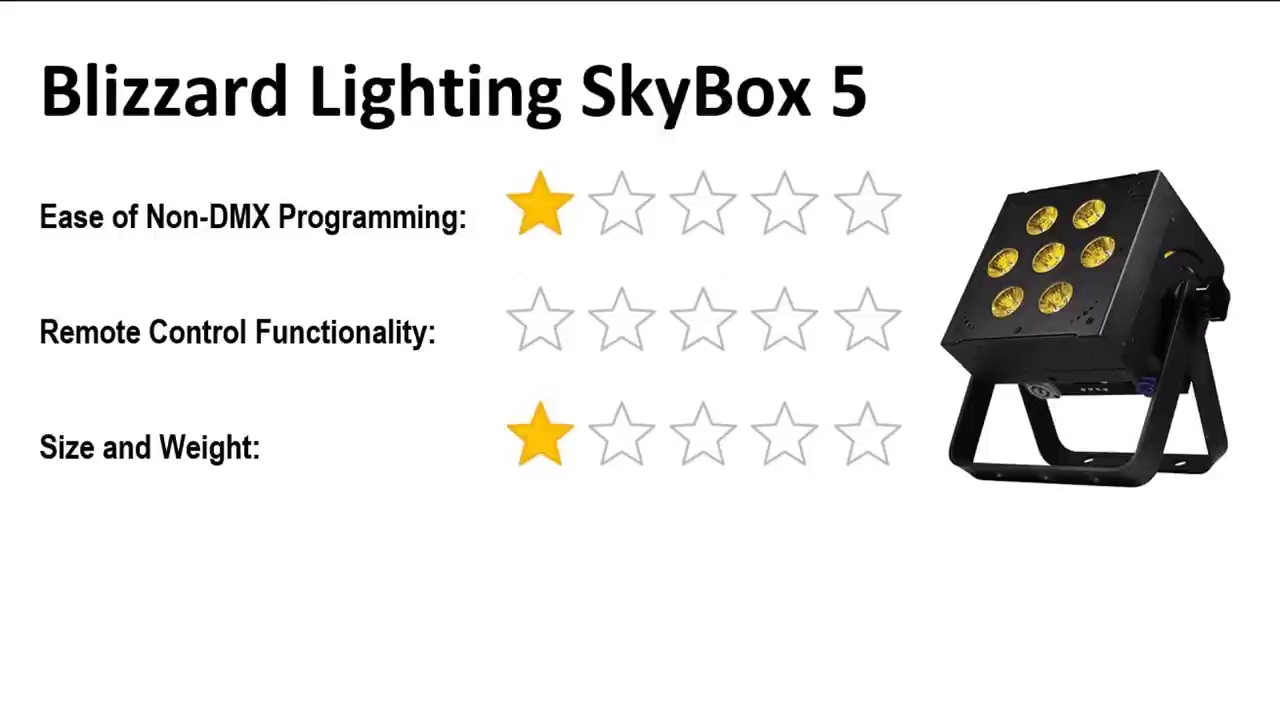 Blizzard Lighting SkyBox 5
Ease of Non-DMX Programming:
Remote Control Functionality:
Size and Weight: